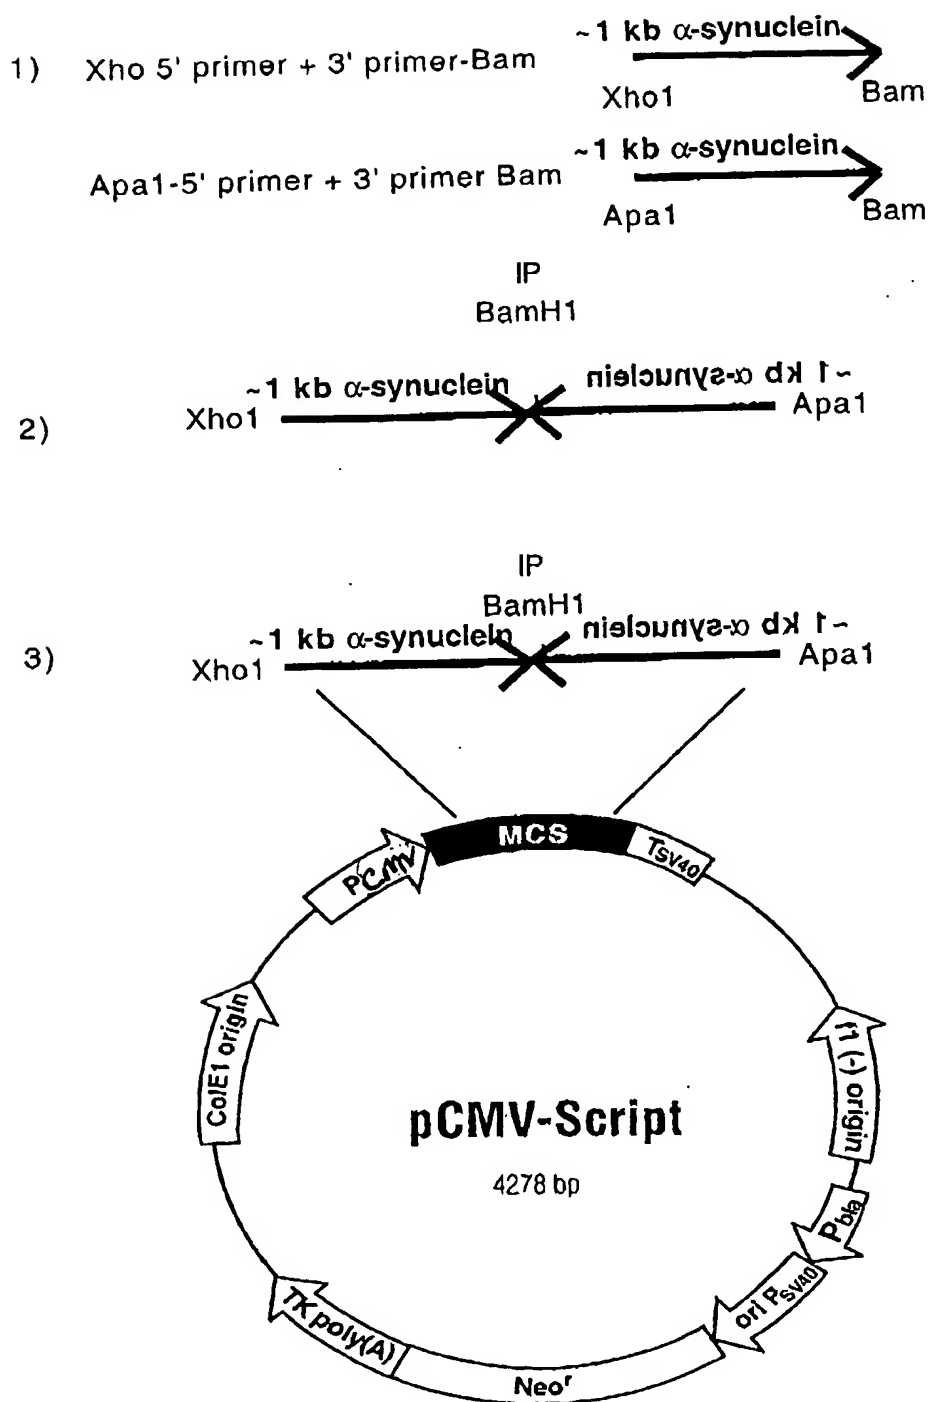 ~1 kb α-synuclein
1) Xho 5' primer + 3' primer-Bam
Xho1 Bam
~1 kb α-synuclein
Apa1-5' primer + 3' primer Bam
Apa1 Bam
IP
BamH1
~1 kb α-synuclein ~1 kb α-synuclein
2) Xho1 Apa1
IP
BamH1
~1 kb α-synuclein ~1 kb α-synuclein
3) Xho1 Apa1
MCS
TSV40
PCMV
ColE1 origin
f1 (-) origin
pCMV-Script
4278 bp
Pbla
ori PSV40
TK poly(A)
Neoʳ